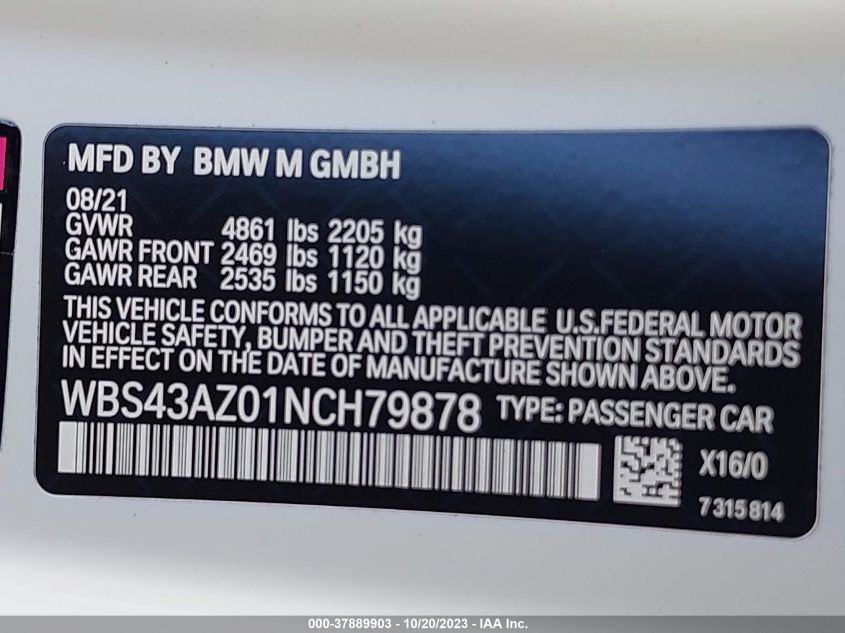 MFD BY BMW M GMBH
08/21
GVWR 4861 lbs 2205 kg
GAWR FRONT 2469 lbs 1120 kg
GAWR REAR 2535 lbs 1150 kg
THIS VEHICLE CONFORMS TO ALL APPLICABLE U.S.FEDERAL MOTOR
VEHICLE SAFETY, BUMPER AND THEFT PREVENTION STANDARDS
IN EFFECT ON THE DATE OF MANUFACTURE SHOWN ABOVE.
WBS43AZ01NCH79878 TYPE: PASSENGER CAR
X16/0
7315814
000-37889903 - 10/20/2023 - IAA Inc.